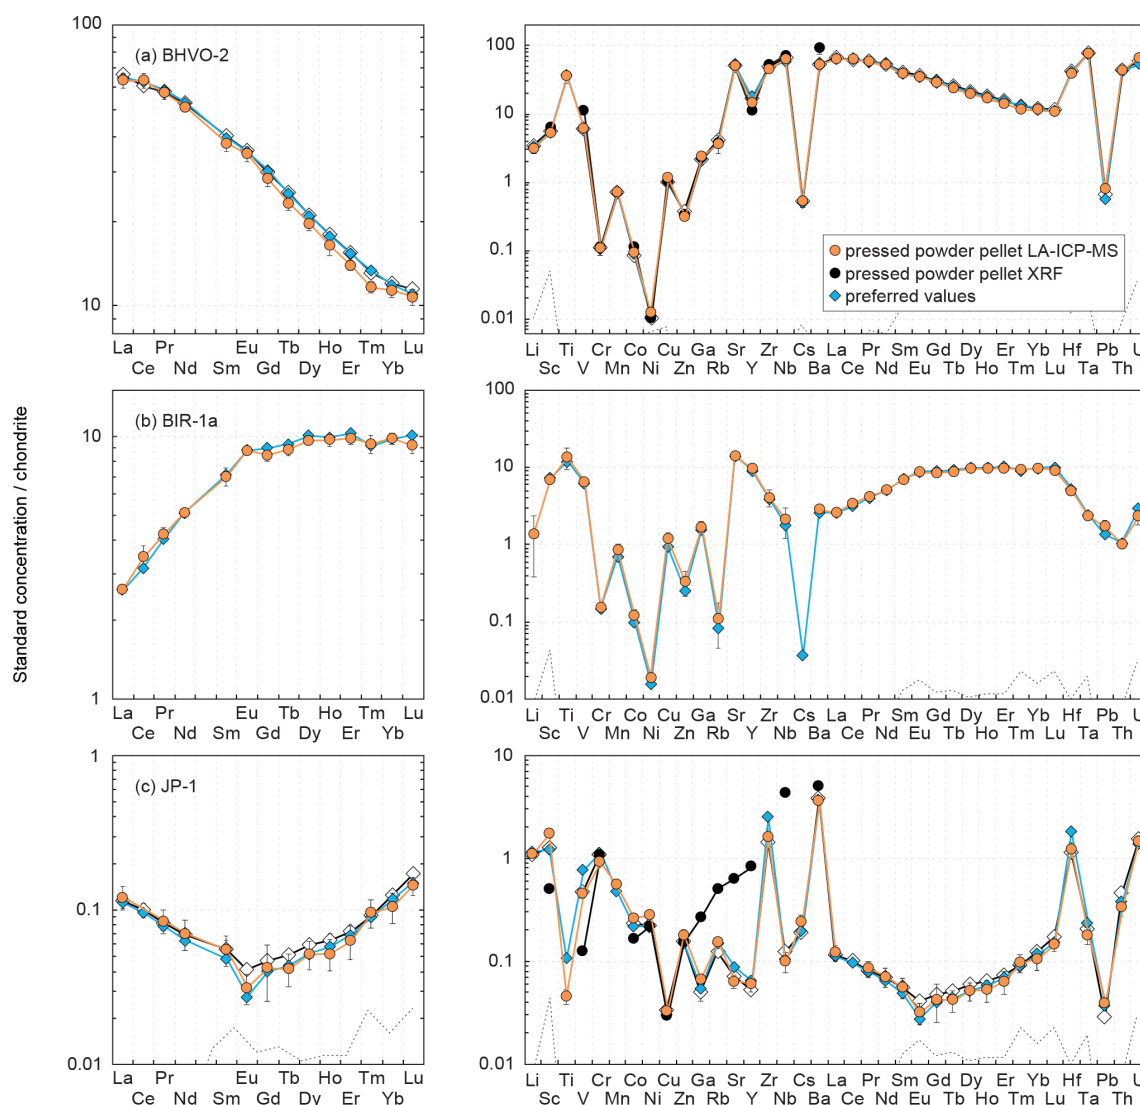 Standard concentration / chondrite
100
(a) BHVO-2
10
La Pr Eu Tb Ho Tm Lu
Ce Nd Sm Gd Dy Er Yb
100
10
1
0.1
0.01
pressed powder pellet LA-ICP-MS
pressed powder pellet XRF
preferred values
Li Ti Cr Co Cu Ga Sr Zr Cs La Pr Sm Gd Dy Er Yb Hf Pb U
Sc V Mn Ni Zn Rb Y Nb Ba Ce Nd Eu Tb Ho Tm Lu Ta Th
(b) BIR-1a
10
1
La Pr Eu Tb Ho Tm Lu
Ce Nd Sm Gd Dy Er Yb
100
10
1
0.1
0.01
Li Ti Cr Co Cu Ga Sr Zr Cs La Pr Sm Gd Dy Er Yb Hf Pb U
Sc V Mn Ni Zn Rb Y Nb Ba Ce Nd Eu Tb Ho Tm Lu Ta Th
1
(c) JP-1
0.1
0.01
La Pr Eu Tb Ho Tm Lu
Ce Nd Sm Gd Dy Er Yb
10
1
0.1
0.01
Li Ti Cr Co Cu Ga Sr Zr Cs La Pr Sm Gd Dy Er Yb Hf Pb U
Sc V Mn Ni Zn Rb Y Nb Ba Ce Nd Eu Tb Ho Tm Lu Ta Th